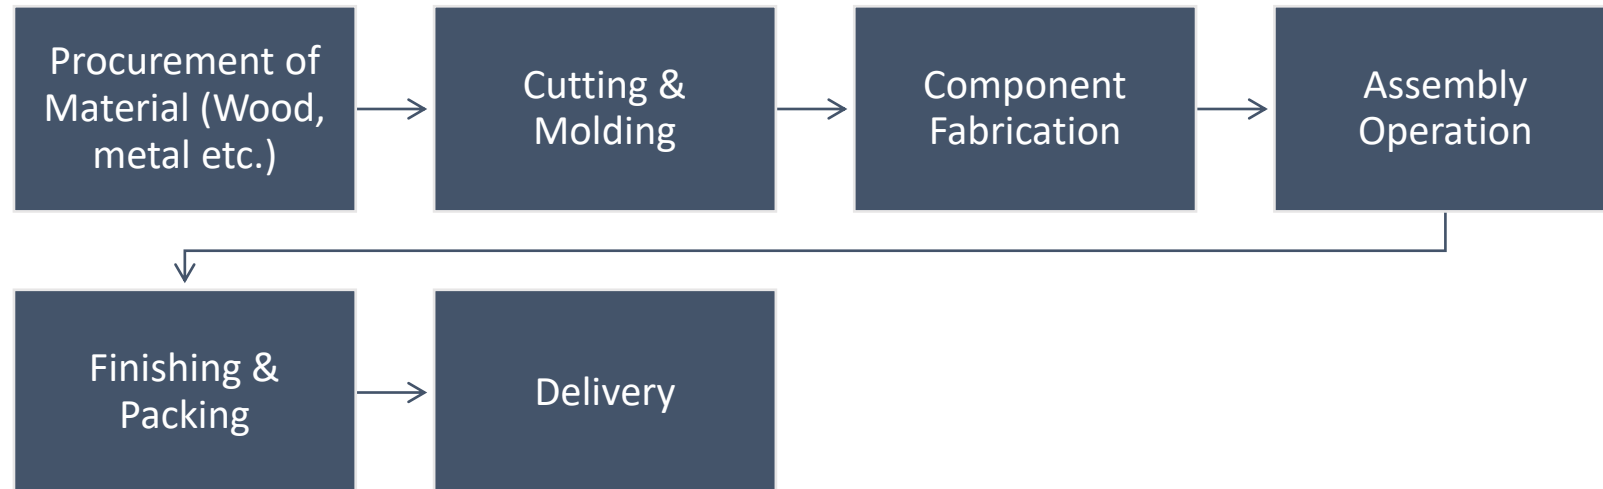 Procurement of
Material (Wood,
metal etc.)
Cutting &
Molding
Component
Fabrication
Assembly
Operation
Finishing &
Packing
Delivery